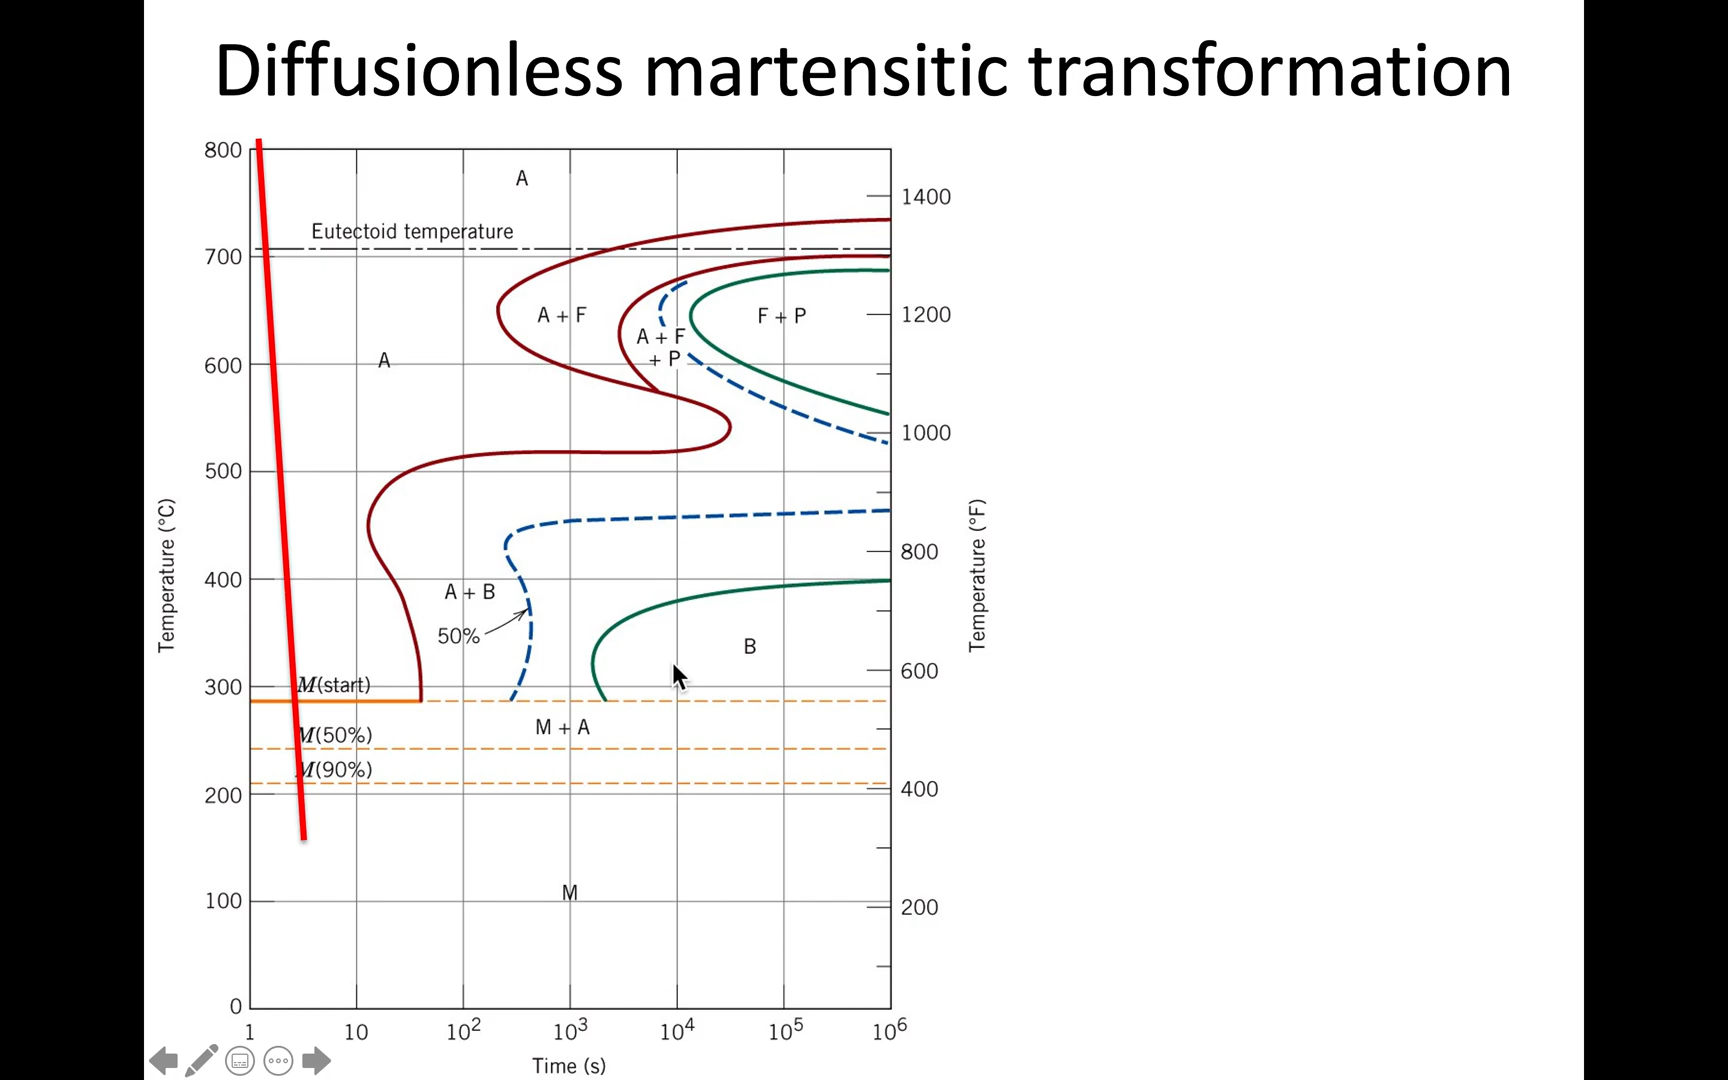 Diffusionless martensitic transformation
800
A
1400
Eutectoid temperature
700
A + F
F + P
1200
A + F
+ P
A
600
1000
500
Temperature (°C)
Temperature (°F)
800
400
A + B
50%
B
600
300
M(start)
M + A
M(50%)
M(90%)
200
400
M
100
200
0
1
10
10²
10³
10⁴
10⁵
10⁶
Time (s)